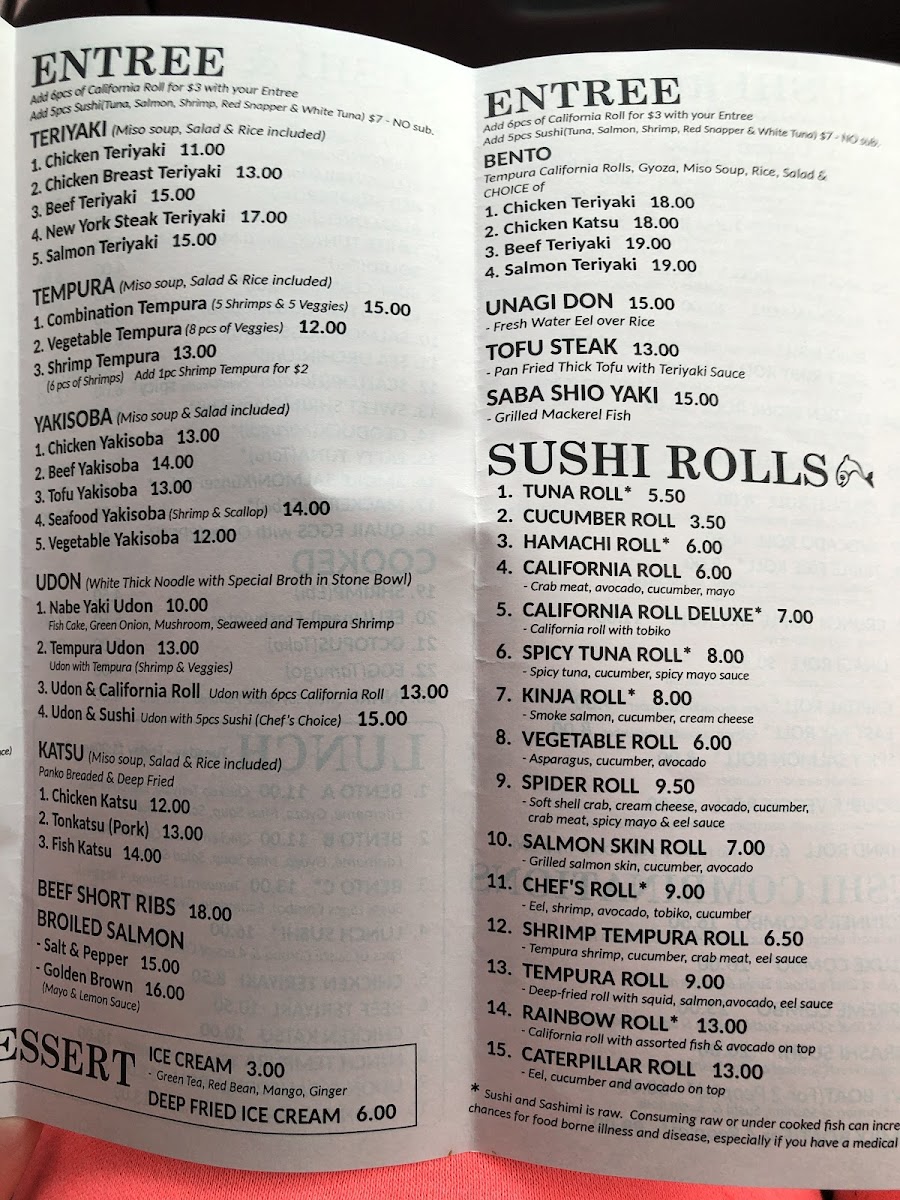 ENTREE
Add 6pcs of California Roll for $3 with your Entree
Add 5pcs Sushi(Tuna, Salmon, Shrimp, Red Snapper & White Tuna) $7 - NO sub.
TERIYAKI (Miso soup, Salad & Rice included)
1. Chicken Teriyaki 11.00
2. Chicken Breast Teriyaki 13.00
3. Beef Teriyaki 15.00
4. New York Steak Teriyaki 17.00
5. Salmon Teriyaki 15.00
TEMPURA (Miso soup, Salad & Rice included)
1. Combination Tempura (5 Shrimps & 5 Veggies) 15.00
2. Vegetable Tempura (8 pcs of Veggies) 12.00
3. Shrimp Tempura 13.00
(6 pcs of Shrimps) Add 1pc Shrimp Tempura for $2
YAKISOBA (Miso soup & Salad included)
1. Chicken Yakisoba 13.00
2. Beef Yakisoba 14.00
3. Tofu Yakisoba 13.00
4. Seafood Yakisoba (Shrimp & Scallop) 14.00
5. Vegetable Yakisoba 12.00
UDON (White Thick Noodle with Special Broth in Stone Bowl)
1. Nabe Yaki Udon 10.00
Fish Cake, Green Onion, Mushroom, Seaweed and Tempura Shrimp
2. Tempura Udon 13.00
Udon with Tempura (Shrimp & Veggies)
3. Udon & California Roll Udon with 6pcs California Roll 13.00
4. Udon & Sushi Udon with 5pcs Sushi (Chef's Choice) 15.00
KATSU (Miso soup, Salad & Rice included)
Panko Breaded & Deep Fried
1. Chicken Katsu 12.00
2. Tonkatsu (Pork) 13.00
3. Fish Katsu 14.00
BEEF SHORT RIBS 18.00
BROILED SALMON
- Salt & Pepper 15.00
- Golden Brown 16.00
(Mayo & Lemon Sauce)
ESSERT
ICE CREAM 3.00
- Green Tea, Red Bean, Mango, Ginger
DEEP FRIED ICE CREAM 6.00
ENTREE
Add 6pcs of California Roll for $3 with your Entree
Add 5pcs Sushi(Tuna, Salmon, Shrimp, Red Snapper & White Tuna) $7 - NO sub.
BENTO
Tempura California Rolls, Gyoza, Miso Soup, Rice, Salad &
CHOICE of
1. Chicken Teriyaki 18.00
2. Chicken Katsu 18.00
3. Beef Teriyaki 19.00
4. Salmon Teriyaki 19.00
UNAGI DON 15.00
- Fresh Water Eel over Rice
TOFU STEAK 13.00
- Pan Fried Thick Tofu with Teriyaki Sauce
SABA SHIO YAKI 15.00
- Grilled Mackerel Fish
SUSHI ROLLS
1. TUNA ROLL* 5.50
2. CUCUMBER ROLL 3.50
3. HAMACHI ROLL* 6.00
4. CALIFORNIA ROLL 6.00
- Crab meat, avocado, cucumber, mayo
5. CALIFORNIA ROLL DELUXE* 7.00
- California roll with tobiko
6. SPICY TUNA ROLL* 8.00
- Spicy tuna, cucumber, spicy mayo sauce
7. KINJA ROLL* 8.00
- Smoke salmon, cucumber, cream cheese
8. VEGETABLE ROLL 6.00
- Asparagus, cucumber, avocado
9. SPIDER ROLL 9.50
- Soft shell crab, cream cheese, avocado, cucumber,
crab meat, spicy mayo & eel sauce
10. SALMON SKIN ROLL 7.00
- Grilled salmon skin, cucumber, avocado
11. CHEF'S ROLL* 9.00
- Eel, shrimp, avocado, tobiko, cucumber
12. SHRIMP TEMPURA ROLL 6.50
- Tempura shrimp, cucumber, crab meat, eel sauce
13. TEMPURA ROLL 9.00
- Deep-fried roll with squid, salmon,avocado, eel sauce
14. RAINBOW ROLL* 13.00
- California roll with assorted fish & avocado on top
15. CATERPILLAR ROLL 13.00
- Eel, cucumber and avocado on top
* Sushi and Sashimi is raw. Consuming raw or under cooked fish can incre
chances for food borne illness and disease, especially if you have a medical